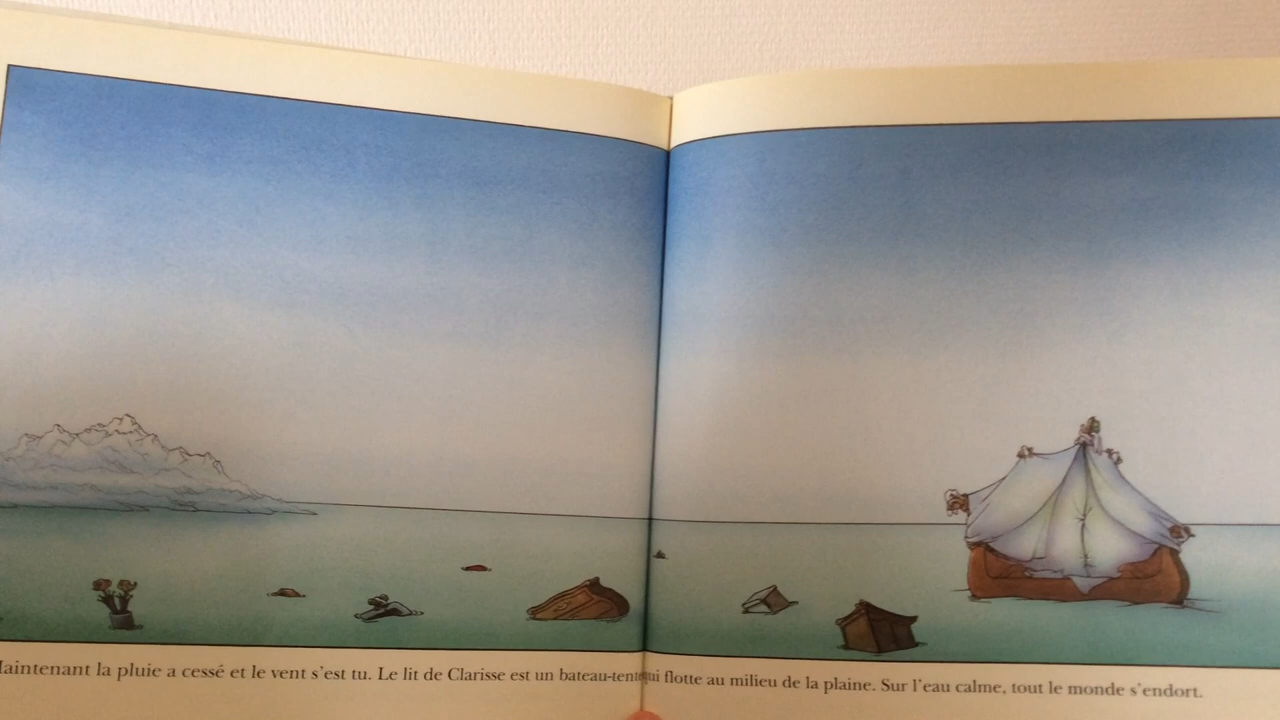 Maintenant la pluie a cessé et le vent s'est tu. Le lit de Clarisse est un bateau-tente qui flotte au milieu de la plaine. Sur l'eau calme, tout le monde s'endort.